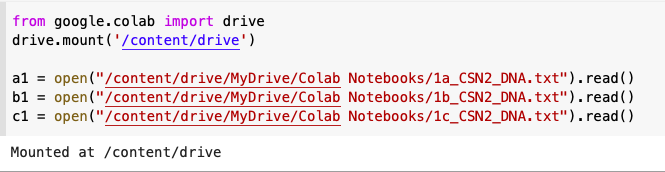 from google.colab import drive
drive.mount('/content/drive')
a1 = open("/content/drive/MyDrive/Colab Notebooks/1a_CSN2_DNA.txt").read()
b1 = open("/content/drive/MyDrive/Colab Notebooks/1b_CSN2_DNA.txt").read()
c1 = open("/content/drive/MyDrive/Colab Notebooks/1c_CSN2_DNA.txt").read()
Mounted at /content/drive